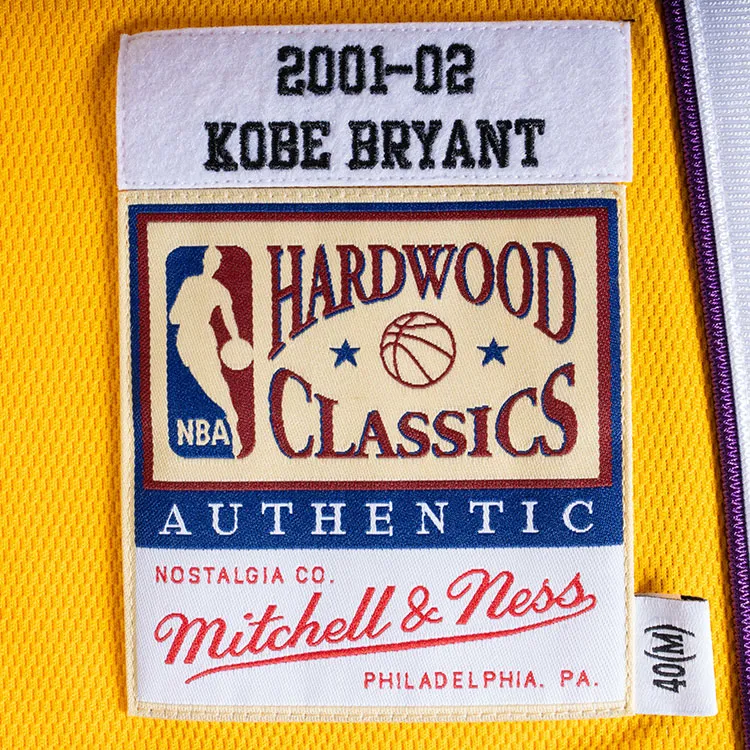 2001-02
KOBE BRYANT
HARDWOOD
CLASSICS
NBA
AUTHENTIC
NOSTALGIA CO.
Mitchell & Ness
PHILADELPHIA. PA.
40(M)